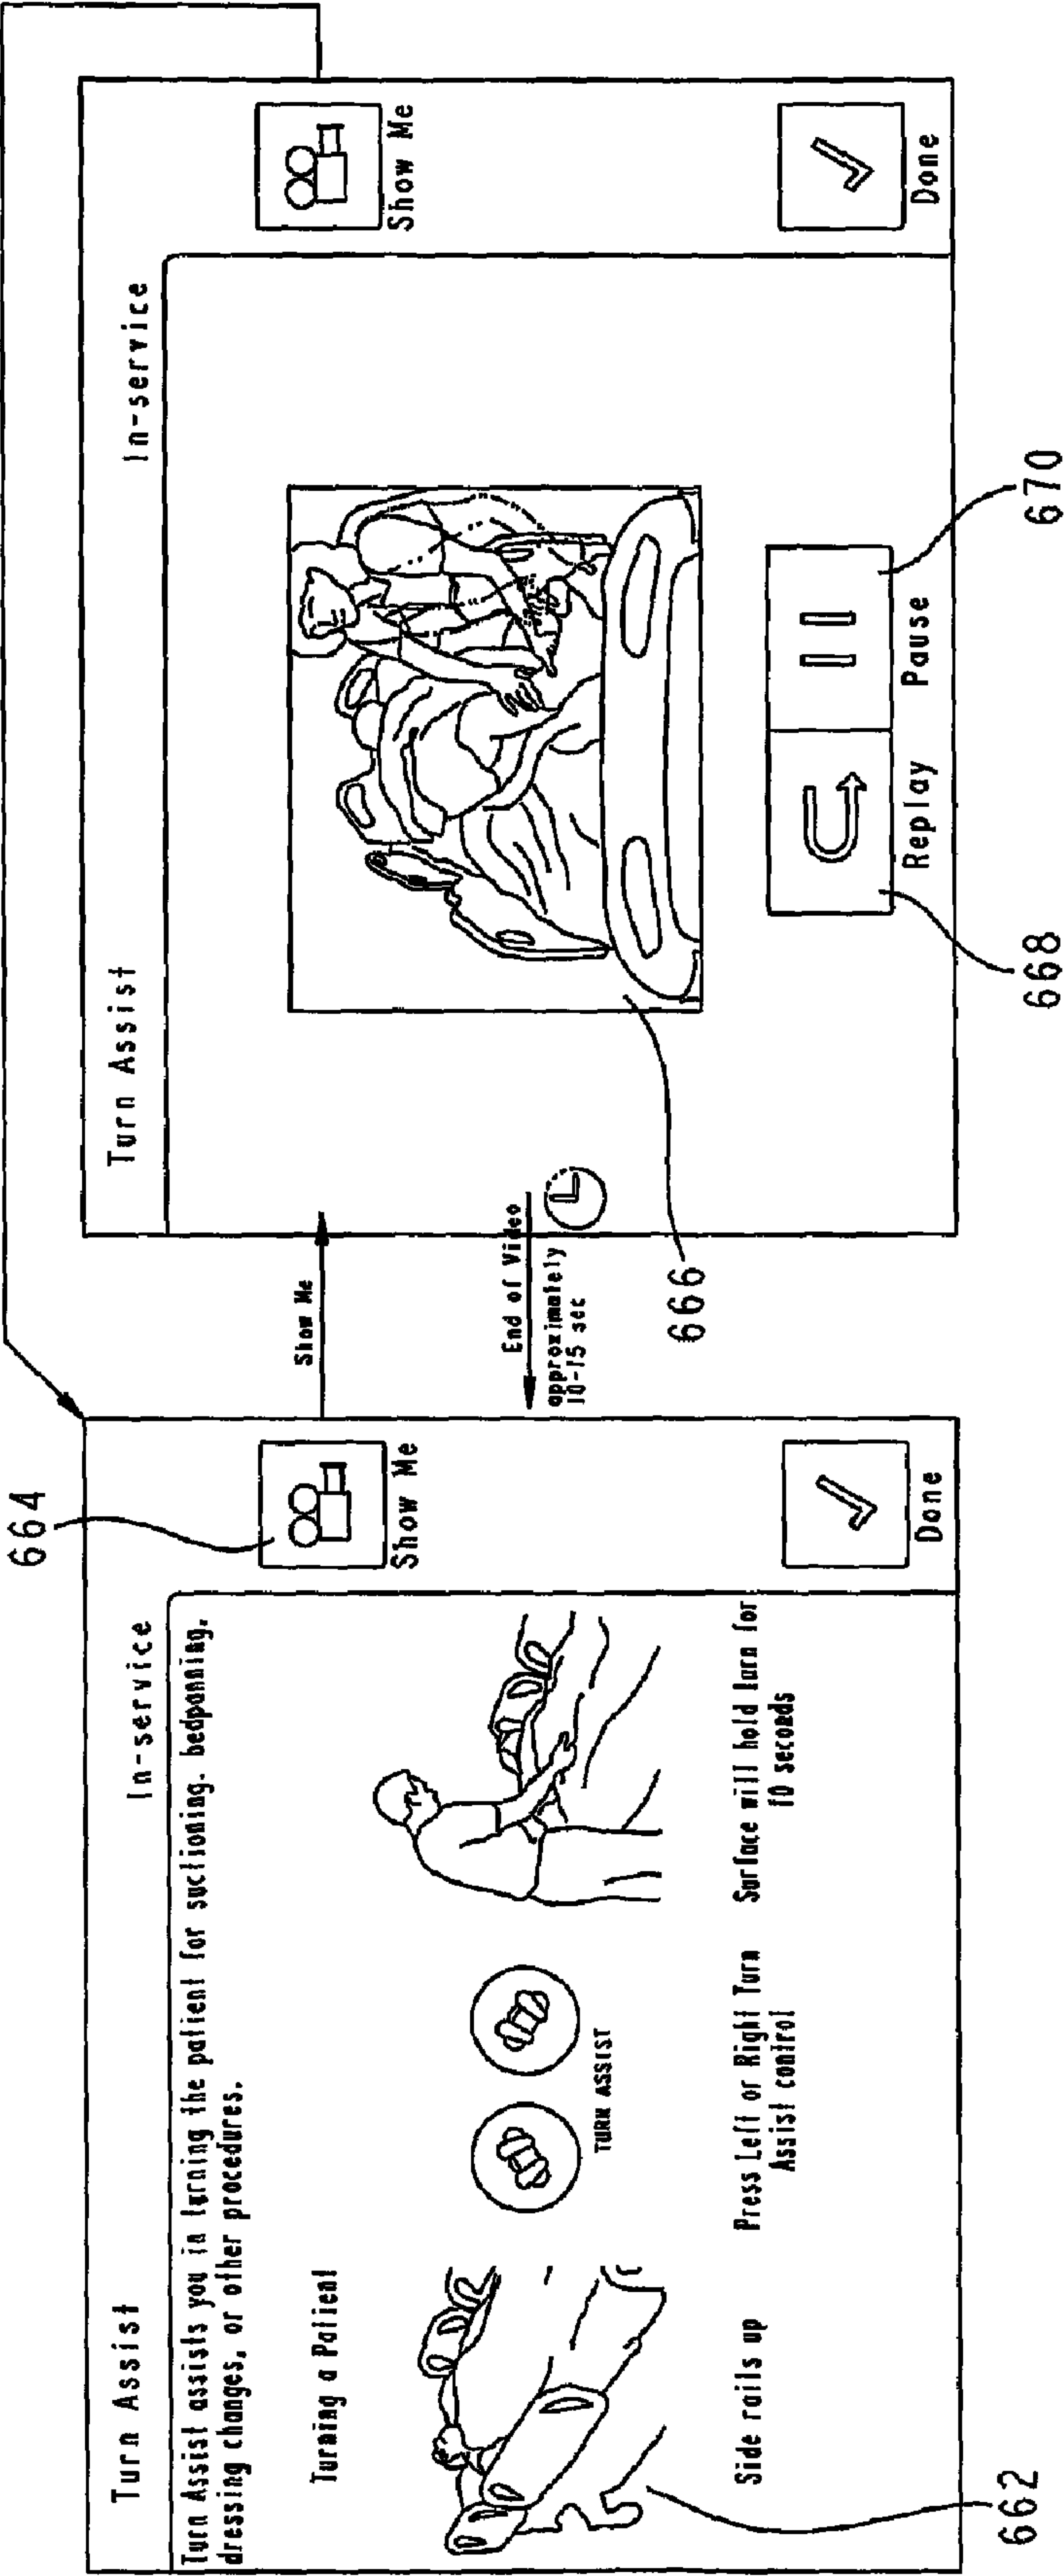 664
Turn Assist
In-service
Turn Assist assists you in turning the patient for suctioning, bedpanning,
dressing changes, or other procedures.
Turning a Patient
Show Me
TURN ASSIST
Side rails up
Press Left or Right Turn
Assist control
Surface will hold turn for
10 seconds
Done
662
Show Me
End of Video
approximately
10-15 sec
666
Turn Assist
In-service
Show Me
Replay
Pause
Done
668
670